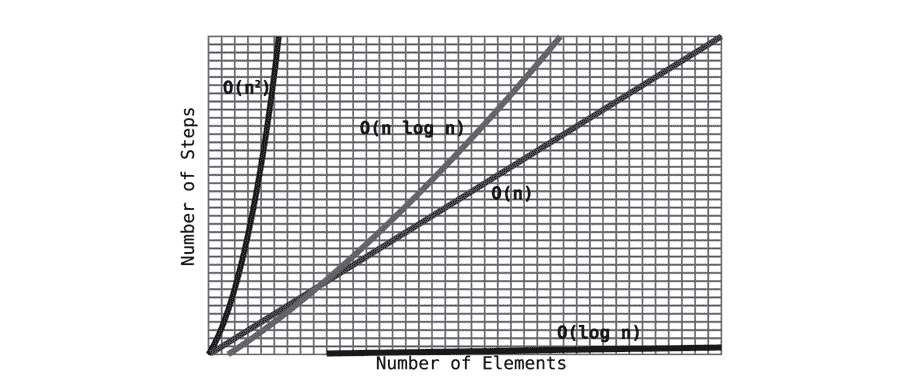 O(n²)
O(n log n)
O(n)
O(log n)
Number of Steps
Number of Elements